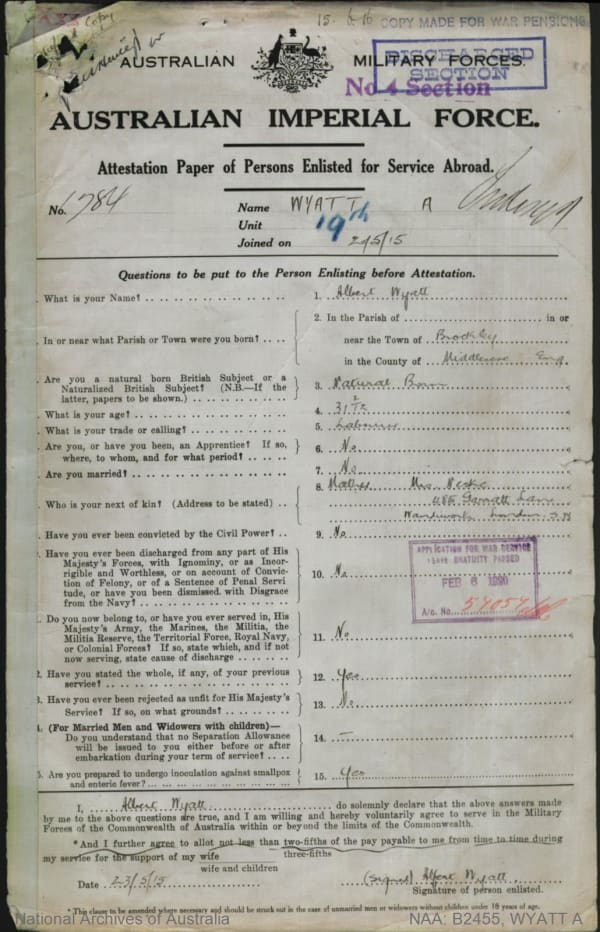 15. 6. 16 COPY MADE FOR WAR PENSIONS
AUSTRALIAN MILITARY FORCES.
DISCHARGED
SECTION
No 4 Section
AUSTRALIAN IMPERIAL FORCE.
Attestation Paper of Persons Enlisted for Service Abroad.
No. 1784 Name WYATT A
Unit 19th
Joined on 2/5/15
Questions to be put to the Person Enlisting before Attestation.
. What is your Name? 1. Albert Wyatt
. In or near what Parish or Town were you born? 2. In the Parish of in or
near the Town of Brockley
in the County of Middlesex Eng
. Are you a natural born British Subject or a
Naturalized British Subject? (N.B.—If the
latter, papers to be shown.) 3. Natural Born
. What is your age? 4. 31
. What is your trade or calling? 5. Labourer
. Are you, or have you been, an Apprentice? If so,
where, to whom, and for what period? 6. No
. Are you married? 7. No
Who is your next of kin? (Address to be stated) 8. Mother Mrs
Garratt Lane
Wandsworth London S.W
. Have you ever been convicted by the Civil Power? 9. No
. Have you ever been discharged from any part of His
Majesty's Forces, with Ignominy, or as Incor-
rigible and Worthless, or on account of Convic-
tion of Felony, or of a Sentence of Penal Servi
tude, or have you been dismissed with Disgrace
from the Navy? 10. No
APPLICATION FOR WAR SERVICE
LEAVE GRATUITY PASSED
FEB 6 1920
A/c. No. 54054
. Do you now belong to, or have you ever served in, His
Majesty's Army, the Marines, the Militia, the
Militia Reserve, the Territorial Force, Royal Navy,
or Colonial Forces? If so, state which, and if not
now serving, state cause of discharge 11. No
2. Have you stated the whole, if any, of your previous
service? 12. Yes
3. Have you ever been rejected as unfit for His Majesty's
Service? If so, on what grounds? 13. No
4. (For Married Men and Widowers with children)—
Do you understand that no Separation Allowance
will be issued to you either before or after
embarkation during your term of service? 14. —
5. Are you prepared to undergo inoculation against smallpox
and enteric fever? 15. Yes
I, Albert Wyatt do solemnly declare that the above answers made
by me to the above questions are true, and I am willing and hereby voluntarily agree to serve in the Military
Forces of the Commonwealth of Australia within or beyond the limits of the Commonwealth.
*And I further agree to allot not less than two-fifths of the pay payable to me from time to time during
three-fifths
my service for the support of my wife
wife and children
Date 23/5/15 (Signed) Albert Wyatt
Signature of person enlisted.
* This clause to be amended where necessary and should be struck out in the case of unmarried men or widowers without children under 18 years of age.
National Archives of Australia NAA: B2455, WYATT A